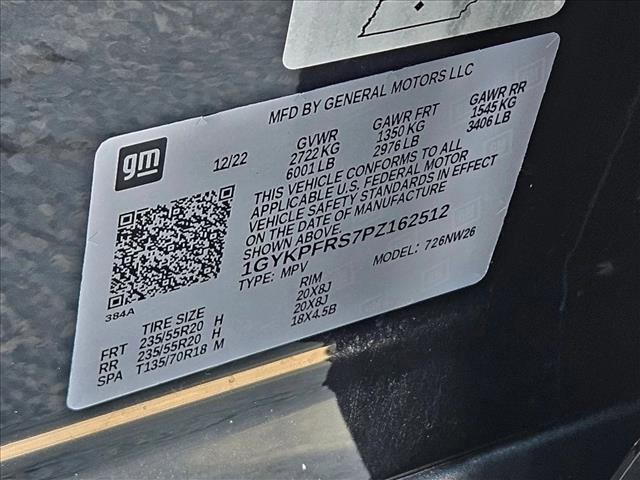 MFD BY GENERAL MOTORS LLC
gm
12/22
GVWR
2722 KG
6001 LB
GAWR FRT
1350 KG
2976 LB
GAWR RR
1545 KG
3406 LB
THIS VEHICLE CONFORMS TO ALL
APPLICABLE U.S. FEDERAL MOTOR
VEHICLE SAFETY STANDARDS IN EFFECT
ON THE DATE OF MANUFACTURE
SHOWN ABOVE.
1GYKPFRS7PZ162512
TYPE: MPV
MODEL: 726NW26
384A
TIRE SIZE RIM
FRT 235/55R20 H 20X8J
RR 235/55R20 H 20X8J
SPA T135/70R18 M 18X4.5B